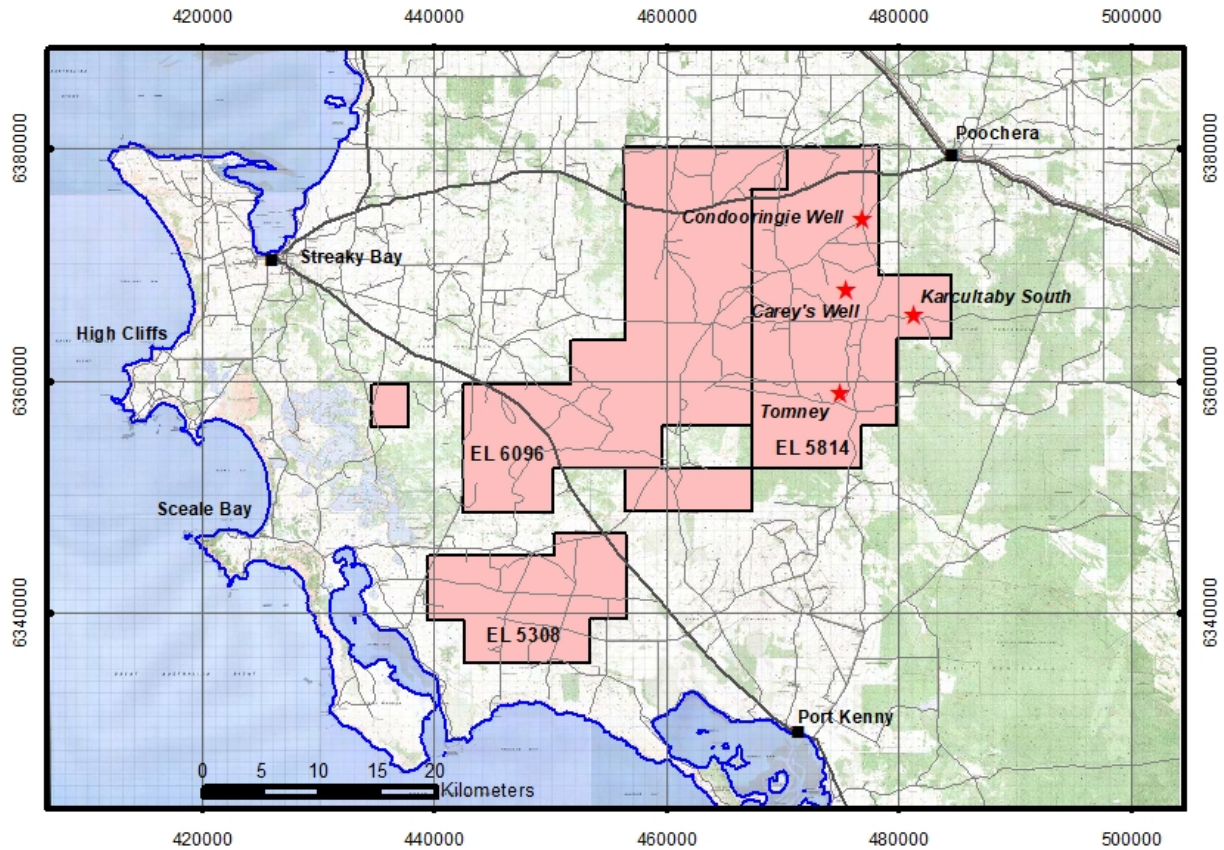 420000 440000 460000 480000 500000
6380000 6380000
Poochera
Condooringie Well
Streaky Bay
Karcultaby South
Carey's Well
High Cliffs
6360000 6360000
Tomney
EL 6096 EL 5814
Sceale Bay
6340000 6340000
EL 5308
Port Kenny
0 5 10 15 20
Kilometers
420000 440000 460000 480000 500000